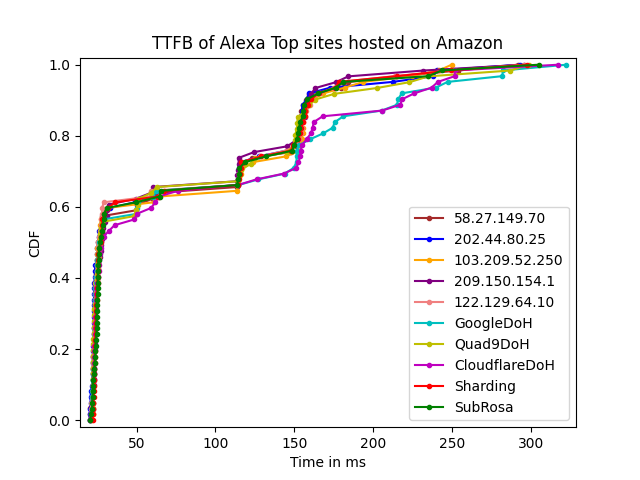 TTFB of Alexa Top sites hosted on Amazon
1.0
0.8
0.6
0.4
0.2
0.0
CDF
58.27.149.70
202.44.80.25
103.209.52.250
209.150.154.1
122.129.64.10
GoogleDoH
Quad9DoH
CloudflareDoH
Sharding
SubRosa
50 100 150 200 250 300
Time in ms